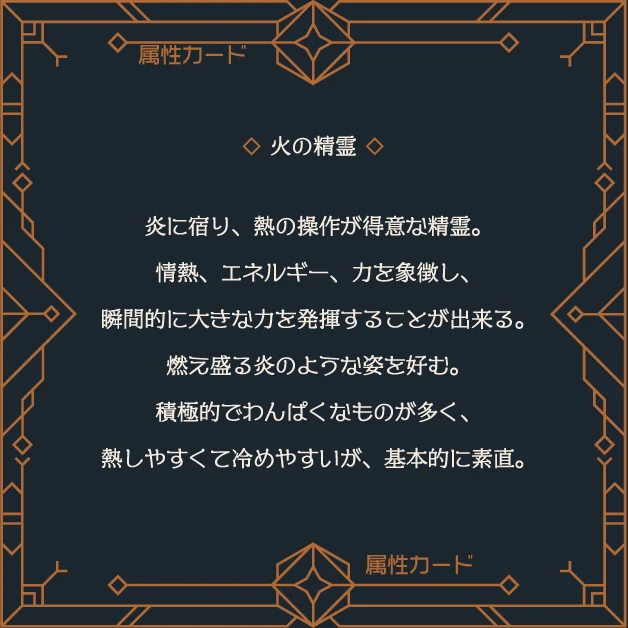 属性カード
◇ 火の精霊 ◇
炎に宿り、熱の操作が得意な精霊。
情熱、エネルギー、力を象徴し、
瞬間的に大きな力を発揮することが出来る。
燃え盛る炎のような姿を好む。
積極的でわんぱくなものが多く、
熱しやすくて冷めやすいが、基本的に素直。
属性カード